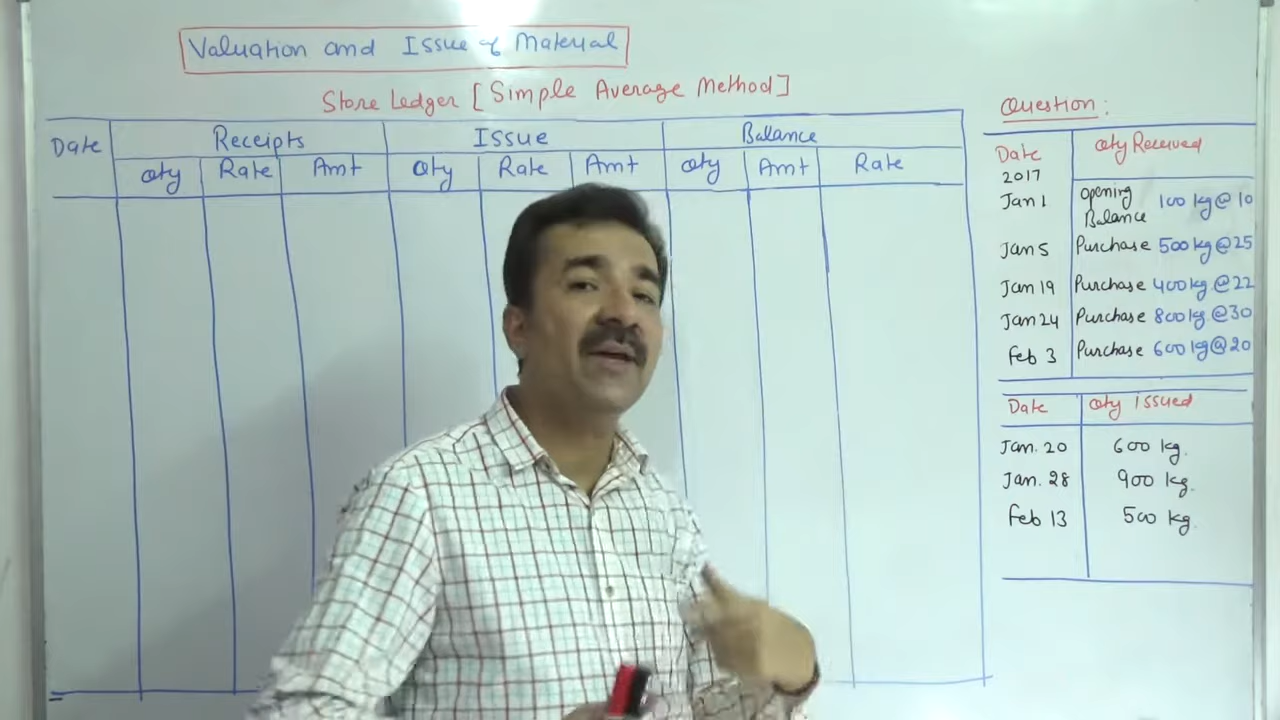 Valuation and Issue of Material
Store Ledger [Simple Average Method]
Date Receipts Issue Balance
Qty Rate Amt Qty Rate Amt Qty Amt Rate
Question:
Date Qty Received
2017
Jan 1 Opening Balance 100 kg @ 10
Jan 5 Purchase 500 kg @ 25
Jan 19 Purchase 400 kg @ 22
Jan 24 Purchase 800 kg @ 30
Feb 3 Purchase 600 kg @ 20
Date Qty Issued
Jan. 20 600 kg.
Jan. 28 900 kg.
Feb 13 500 kg.